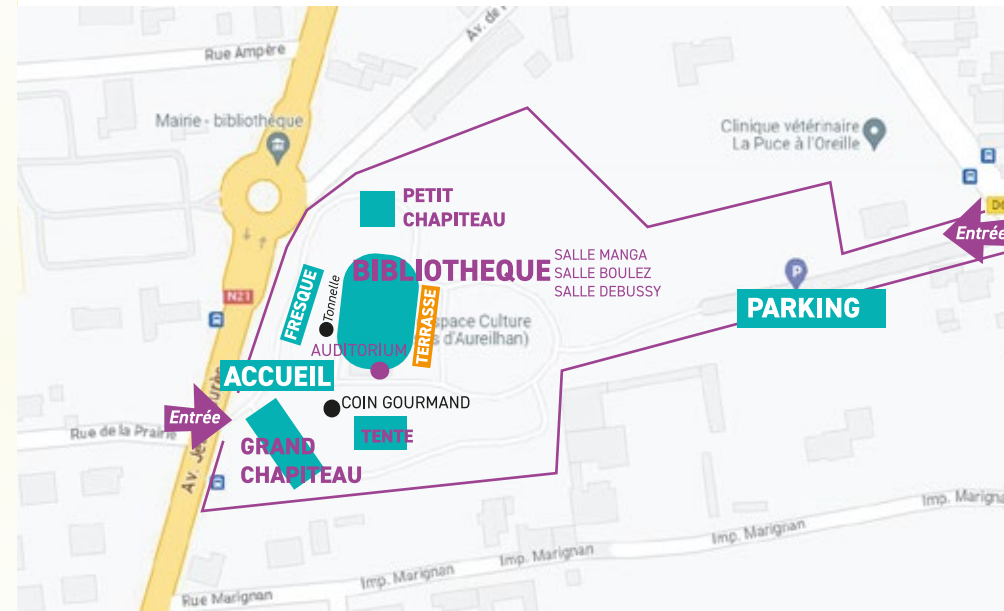 Rue Ampère
Av. de
Mairie - bibliothèque
Clinique vétérinaire
La Puce à l'Oreille
PETIT
CHAPITEAU
Entrée
BIBLIOTHEQUE
SALLE MANGA
SALLE BOULEZ
SALLE DEBUSSY
P
PARKING
N21
FRESQUE
Tonnelle
TERRASSE
space Culture
d'Aureilhan)
AUDITORIUM
ACCUEIL
COIN GOURMAND
Entrée
Rue de la Prairie
TENTE
GRAND
CHAPITEAU
Av.
Imp. Marigna
Imp. Marignan
Imp. Marignan
Imp. Marignan
Rue Marignan